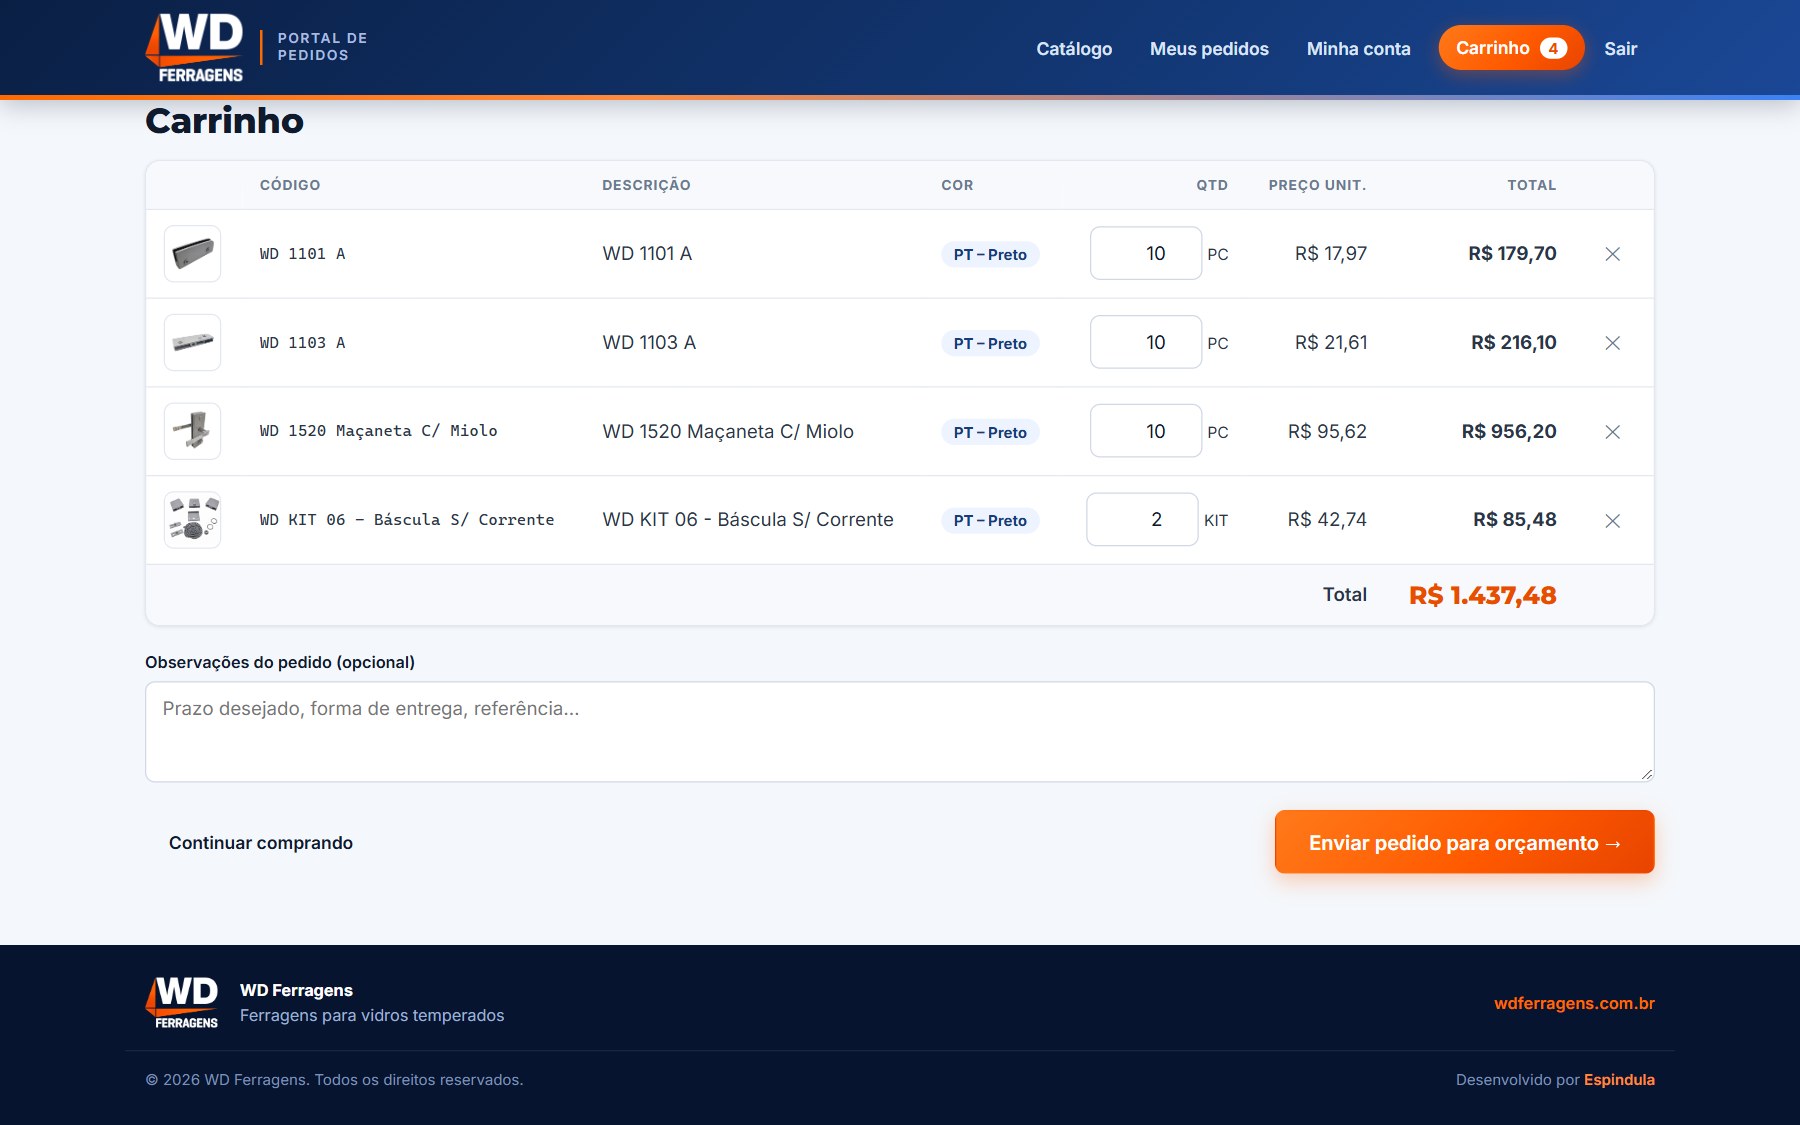 WD
FERRAGENS
PORTAL DE
PEDIDOS
Catálogo
Meus pedidos
Minha conta
Carrinho 4
Sair
Carrinho
CÓDIGO DESCRIÇÃO COR QTD PREÇO UNIT. TOTAL
WD 1101 A WD 1101 A PT – Preto 10 PC R$ 17,97 R$ 179,70
WD 1103 A WD 1103 A PT – Preto 10 PC R$ 21,61 R$ 216,10
WD 1520 Maçaneta C/ Miolo WD 1520 Maçaneta C/ Miolo PT – Preto 10 PC R$ 95,62 R$ 956,20
WD KIT 06 - Báscula S/ Corrente WD KIT 06 - Báscula S/ Corrente PT – Preto 2 KIT R$ 42,74 R$ 85,48
Total R$ 1.437,48
Observações do pedido (opcional)
Prazo desejado, forma de entrega, referência...
Continuar comprando
Enviar pedido para orçamento →
WD
FERRAGENS
WD Ferragens
Ferragens para vidros temperados
wdferragens.com.br
© 2026 WD Ferragens. Todos os direitos reservados.
Desenvolvido por Espindula